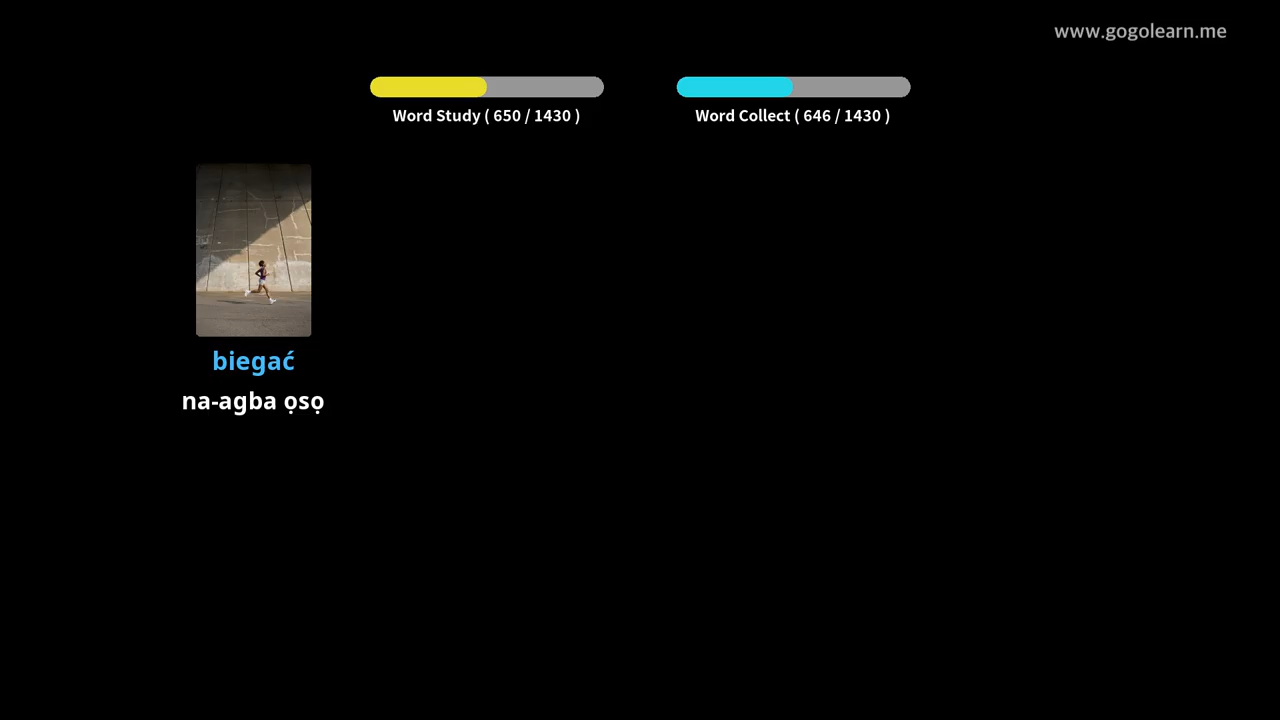 www.gogolearn.me
Word Study ( 650 / 1430 )
Word Collect ( 646 / 1430 )
biegać
na-agba ọsọ